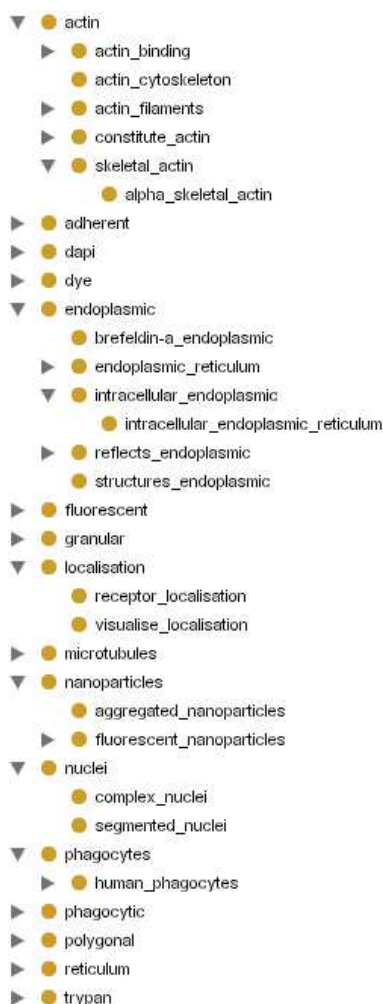 actin
actin_binding
actin_cytoskeleton
actin_filaments
constitute_actin
skeletal_actin
alpha_skeletal_actin
adherent
dapi
dye
endoplasmic
brefeldin-a_endoplasmic
endoplasmic_reticulum
intracellular_endoplasmic
intracellular_endoplasmic_reticulum
reflects_endoplasmic
structures_endoplasmic
fluorescent
granular
localisation
receptor_localisation
visualise_localisation
microtubules
nanoparticles
aggregated_nanoparticles
fluorescent_nanoparticles
nuclei
complex_nuclei
segmented_nuclei
phagocytes
human_phagocytes
phagocytic
polygonal
reticulum
trypan